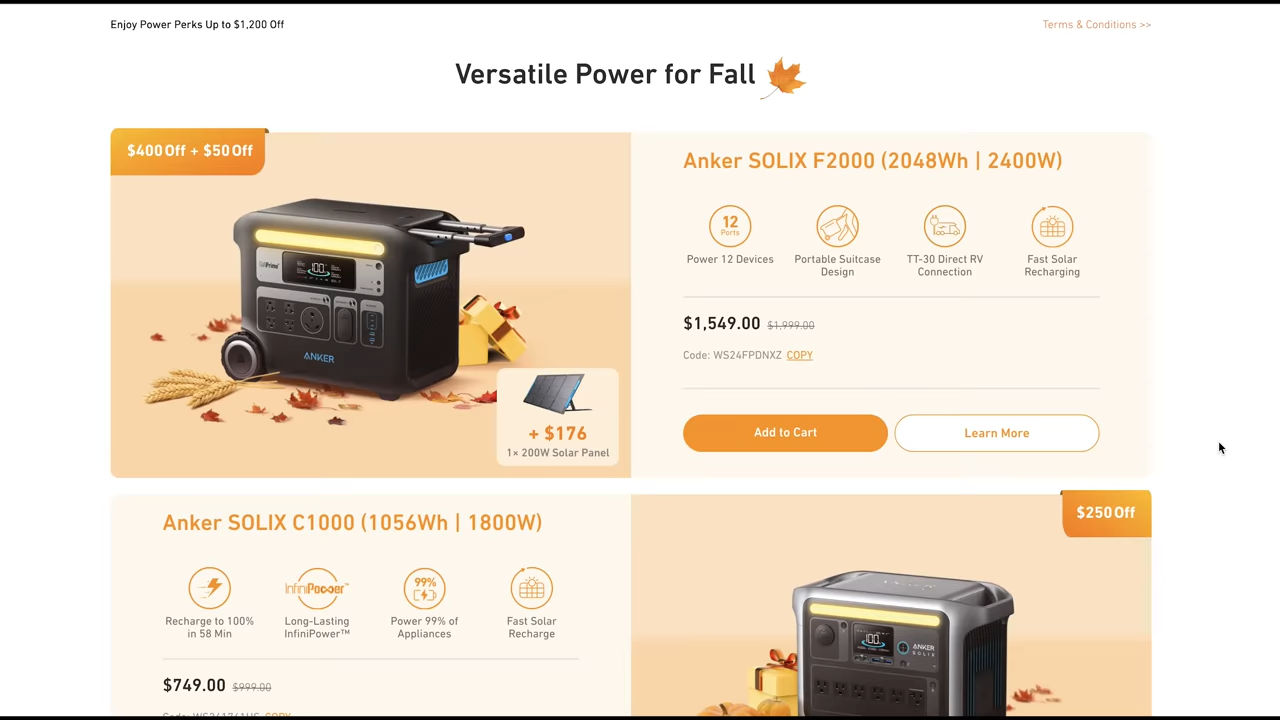 Enjoy Power Perks Up to $1,200 Off
Terms & Conditions >>
Versatile Power for Fall
$400 Off + $50 Off
ANKER
+ $176
1× 200W Solar Panel
Anker SOLIX F2000 (2048Wh | 2400W)
12
Ports
Power 12 Devices
Portable Suitcase
Design
TT-30 Direct RV
Connection
Fast Solar
Recharging
$1,549.00 $1,999.00
Code: WS24FPDNXZ COPY
Add to Cart
Learn More
Anker SOLIX C1000 (1056Wh | 1800W)
InfiniPower™
99%
Recharge to 100%
in 58 Min
Long-Lasting
InfiniPower™
Power 99% of
Appliances
Fast Solar
Recharge
$749.00 $999.00
$250 Off
100
ANKER
SOLIX